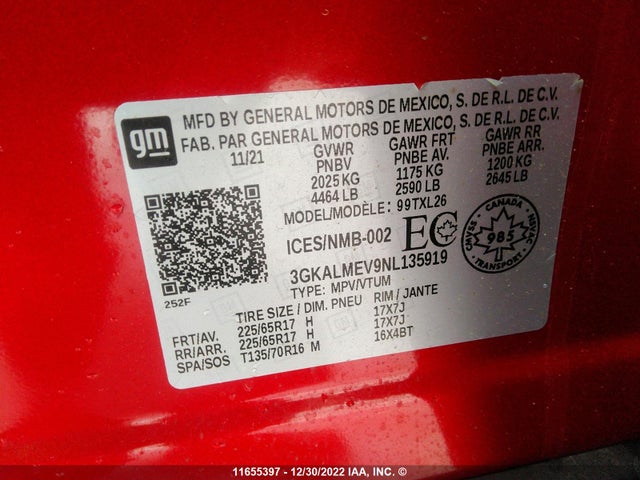 gm
MFD BY GENERAL MOTORS DE MEXICO, S. DE R.L. DE C.V.
FAB. PAR GENERAL MOTORS DE MEXICO, S. DE R.L. DE C.V.
11/21 GVWR GAWR FRT GAWR RR
PNBV PNBE AV. PNBE ARR.
2025 KG 1175 KG 1200 KG
4464 LB 2590 LB 2645 LB
MODEL/MODÈLE: 99TXL26
ICES/NMB-002 EC
CANADA
CMVSS 985 NSVAC
TRANSPORT
3GKALMEV9NL135919
TYPE: MPV/VTUM
252F
TIRE SIZE / DIM. PNEU RIM / JANTE
FRT/AV. 225/65R17 H 17X7J
RR/ARR. 225/65R17 H 17X7J
SPA/SOS T135/70R16 M 16X4BT
11655397 - 12/30/2022 IAA, INC. ©